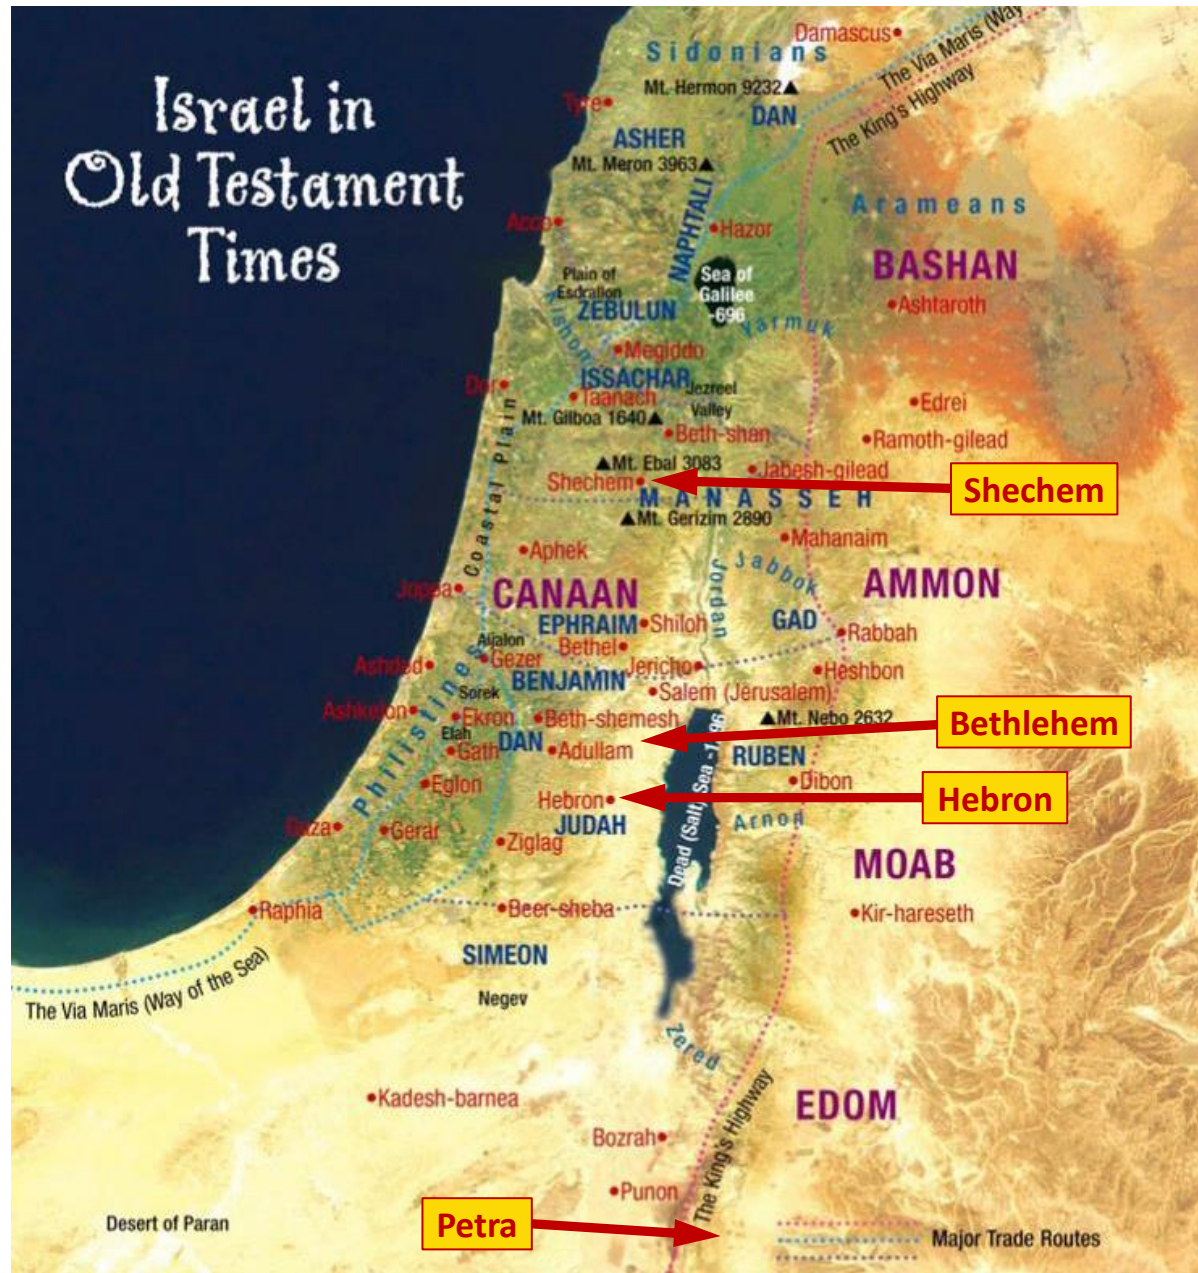 Israel in
Old Testament
Times
Damascus
Sidonians
The Via Maris (Way
Mt. Hermon 9232
The King's Highway
Tyre
DAN
ASHER
Mt. Meron 3963
NAPHTALI
Arameans
Acco
Hazor
BASHAN
Plain of
Esdrallon
Sea of
Galilee
-696
Ashtaroth
ZEBULUN
Kishon
Yarmuk
Megiddo
ISSACHAR
Dor
Taanach
Jezreel
Valley
Edrei
Mt. Gilboa 1640
Beth-shan
Ramoth-gilead
Coastal Plain
Mt. Ebal 3083
Jabesh-gilead
Shechem
Shechem
MANASSEH
Mt. Gerizim 2890
Mahanaim
Aphek
Jordan
Jabbok
AMMON
Joppa
CANAAN
EPHRAIM
Shiloh
GAD
Rabbah
Aijalon
Bethel
Ashdod
Gezer
Jericho
Heshbon
BENJAMIN
Salem (Jerusalem)
Philistines
Sorek
Ashkelon
Ekron
Beth-shemesh
Mt. Nebo 2632
Bethlehem
Elah
DAN
Gath
Adullam
RUBEN
Eglon
Dibon
Hebron
Hebron
Dead (Salt) Sea
JUDAH
Arnon
Gaza
Gerar
Ziglag
MOAB
Raphia
Beer-sheba
Kir-hareseth
SIMEON
The Via Maris (Way of the Sea)
Negev
Zered
Kadesh-barnea
EDOM
The King's Highway
Bozrah
Punon
Petra
Desert of Paran
Major Trade Routes